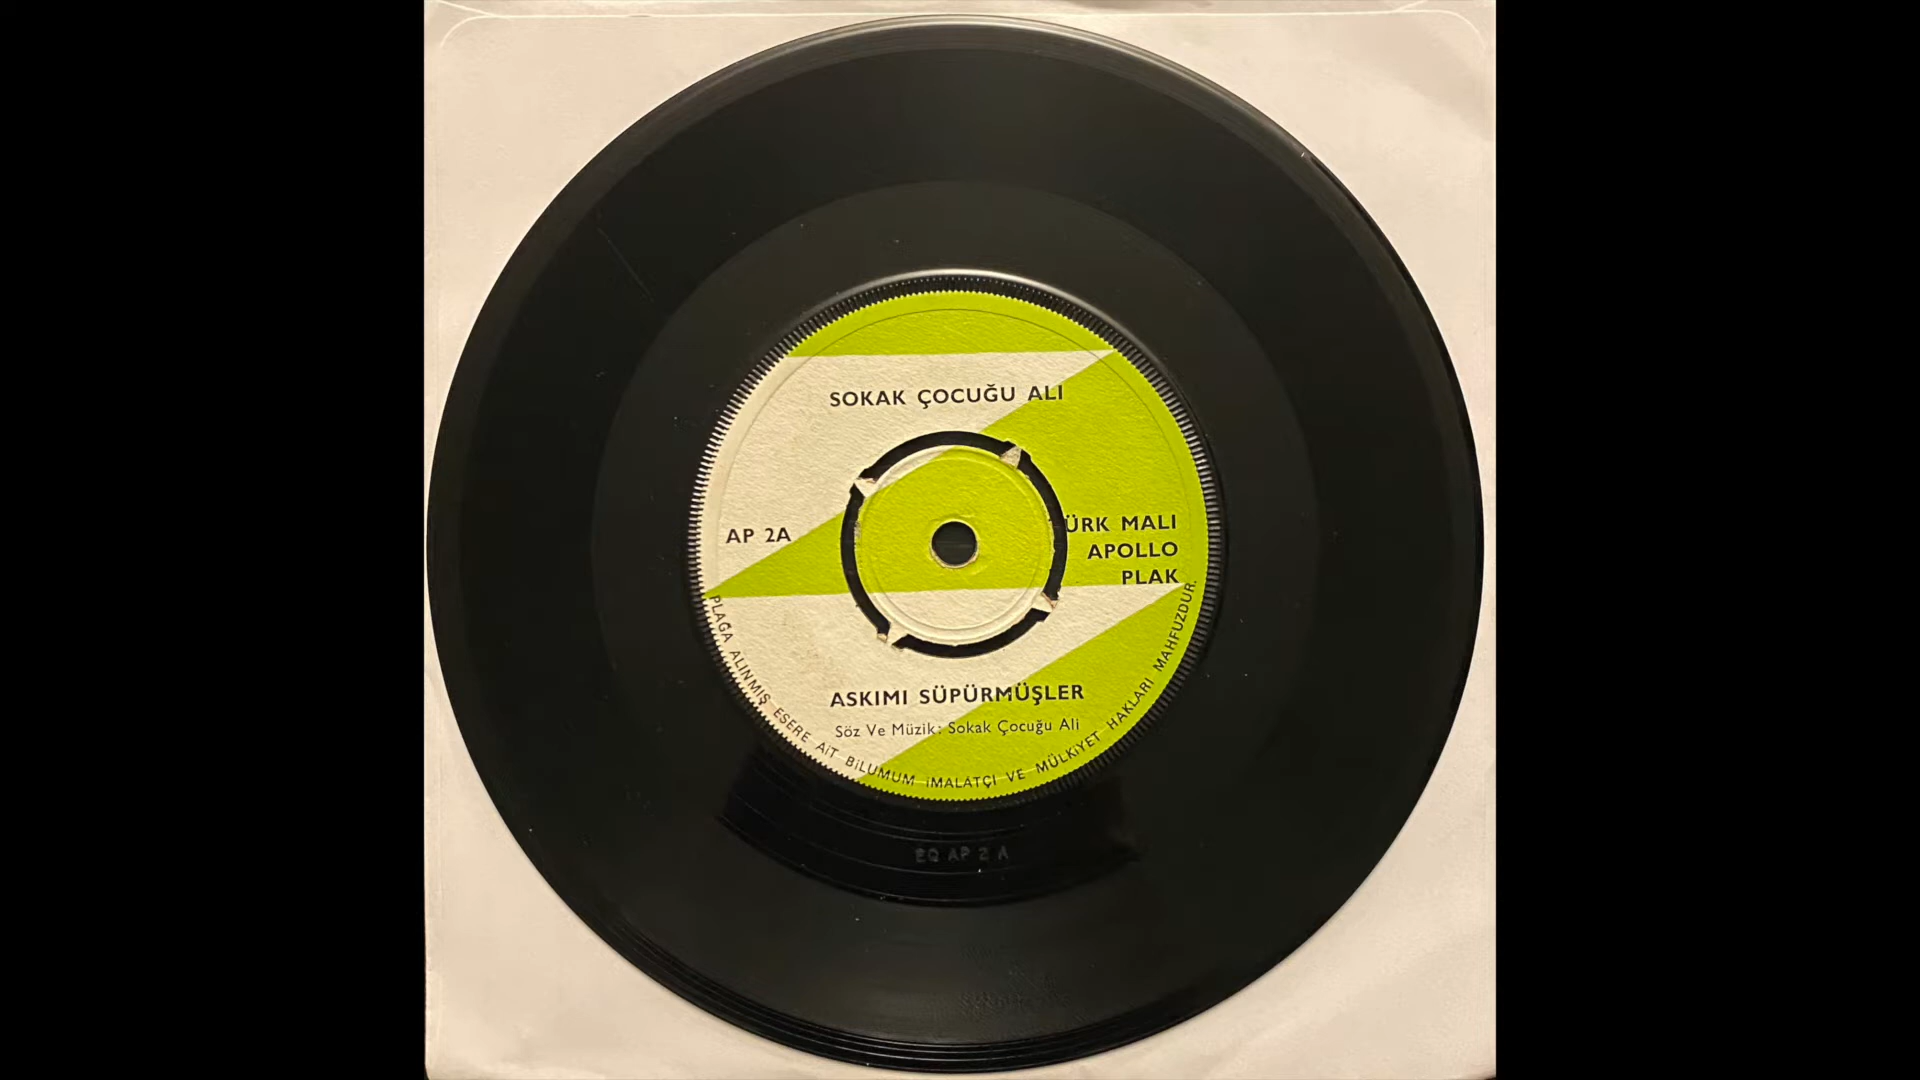 SOKAK ÇOCUĞU ALI
AP 2A
ÜRK MALI
APOLLO
PLAK
ASKIMI SÜPÜRMÜŞLER
Söz Ve Müzik: Sokak Çocuğu Ali
PLAĞA ALINMIŞ ESERE AİT BİLUMUM İMALATÇI VE MÜLKİYET HAKLARI MAHFUZDUR.
EQ AP 2 A